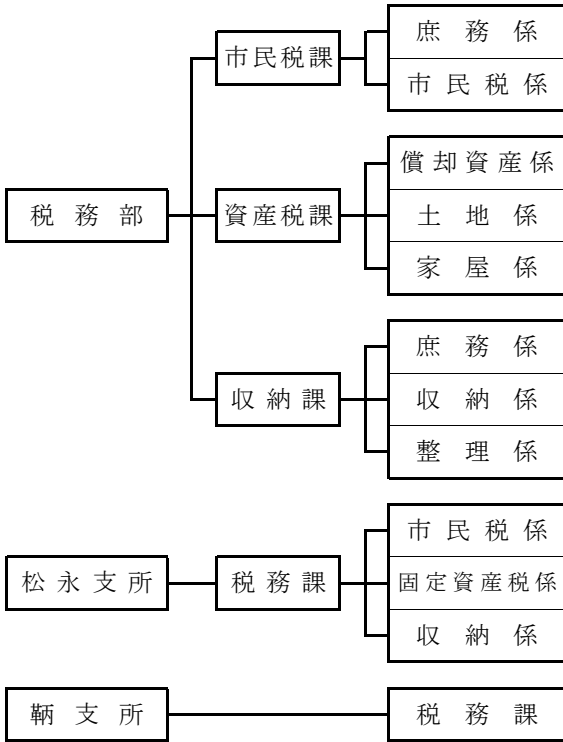 税務部
市民税課
庶務係
市民税係
資産税課
償却資産係
土地係
家屋係
収納課
庶務係
収納係
整理係
松永支所
税務課
市民税係
固定資産税係
収納係
鞆支所
税務課